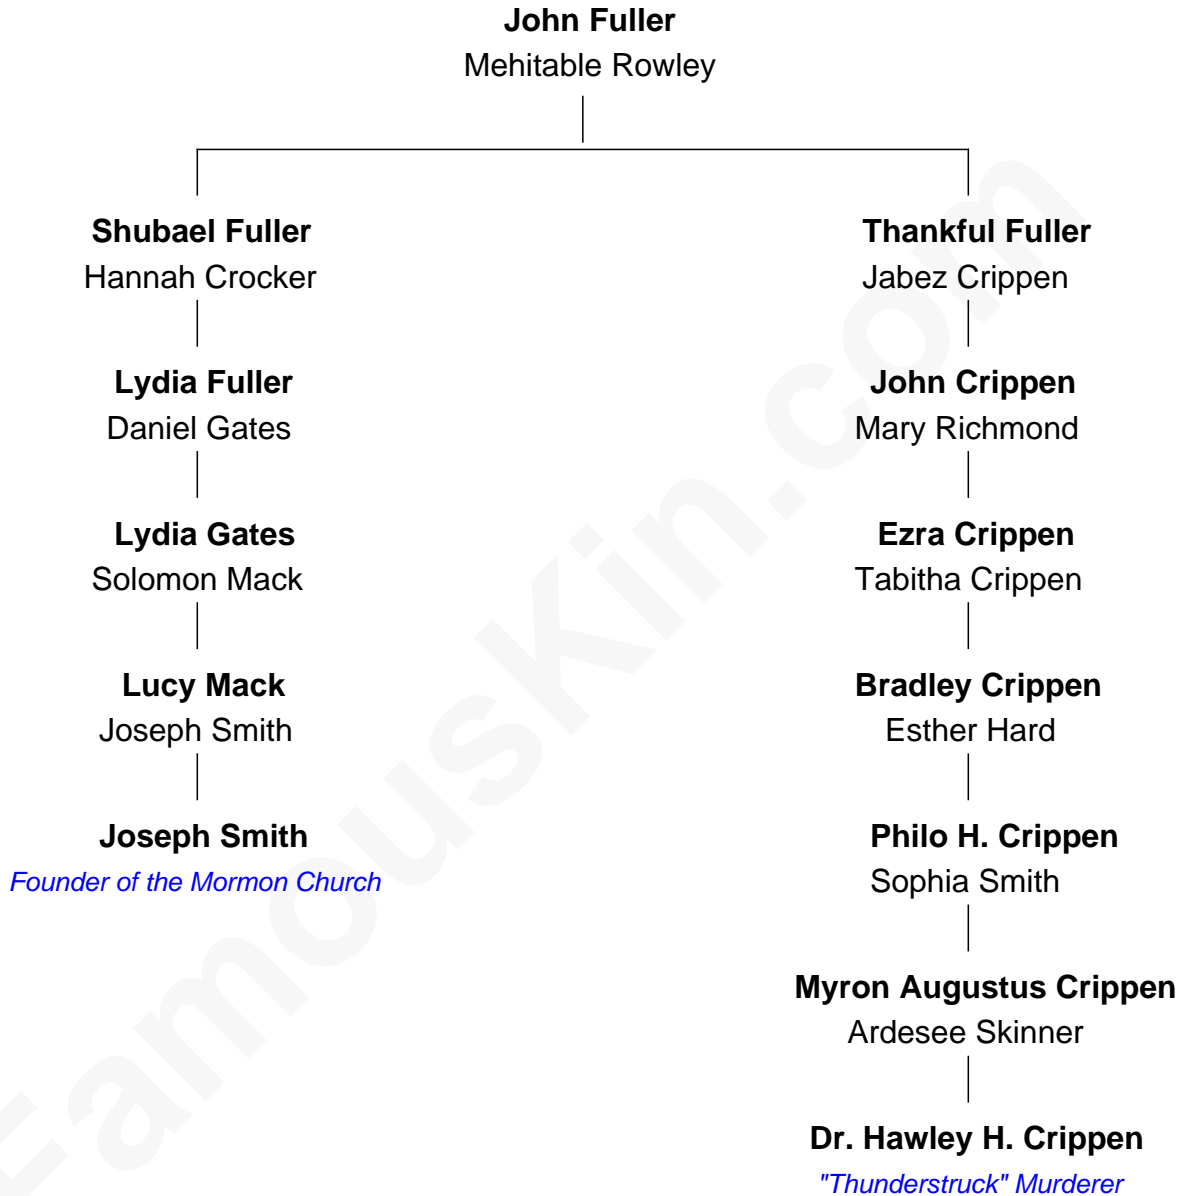 John Fuller
Mehitable Rowley
Shubael Fuller
Hannah Crocker
Lydia Fuller
Daniel Gates
Lydia Gates
Solomon Mack
Lucy Mack
Joseph Smith
Joseph Smith
Founder of the Mormon Church
Thankful Fuller
Jabez Crippen
John Crippen
Mary Richmond
Ezra Crippen
Tabitha Crippen
Bradley Crippen
Esther Hard
Philo H. Crippen
Sophia Smith
Myron Augustus Crippen
Ardesee Skinner
Dr. Hawley H. Crippen
"Thunderstruck" Murderer
FamousKin.com